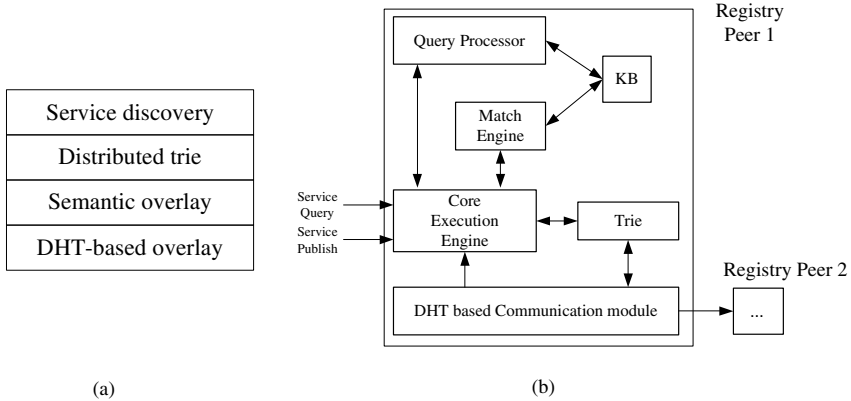 Service discovery
Distributed trie
Semantic overlay
DHT-based overlay
(a)
Registry
Peer 1
Query Processor
KB
Match
Engine
Service
Query
Service
Publish
Core
Execution
Engine
Trie
DHT based Communication module
Registry Peer 2
...
(b)